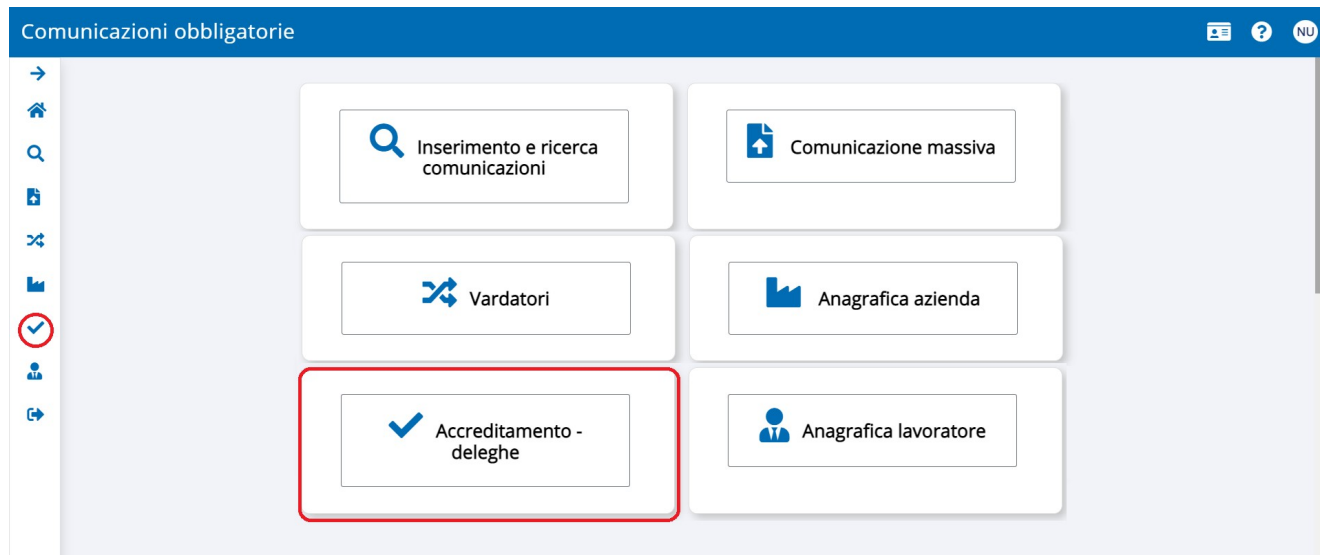 Comunicazioni obbligatorie
NU
Inserimento e ricerca
comunicazioni
Comunicazione massiva
Vardatori
Anagrafica azienda
Accreditamento -
deleghe
Anagrafica lavoratore